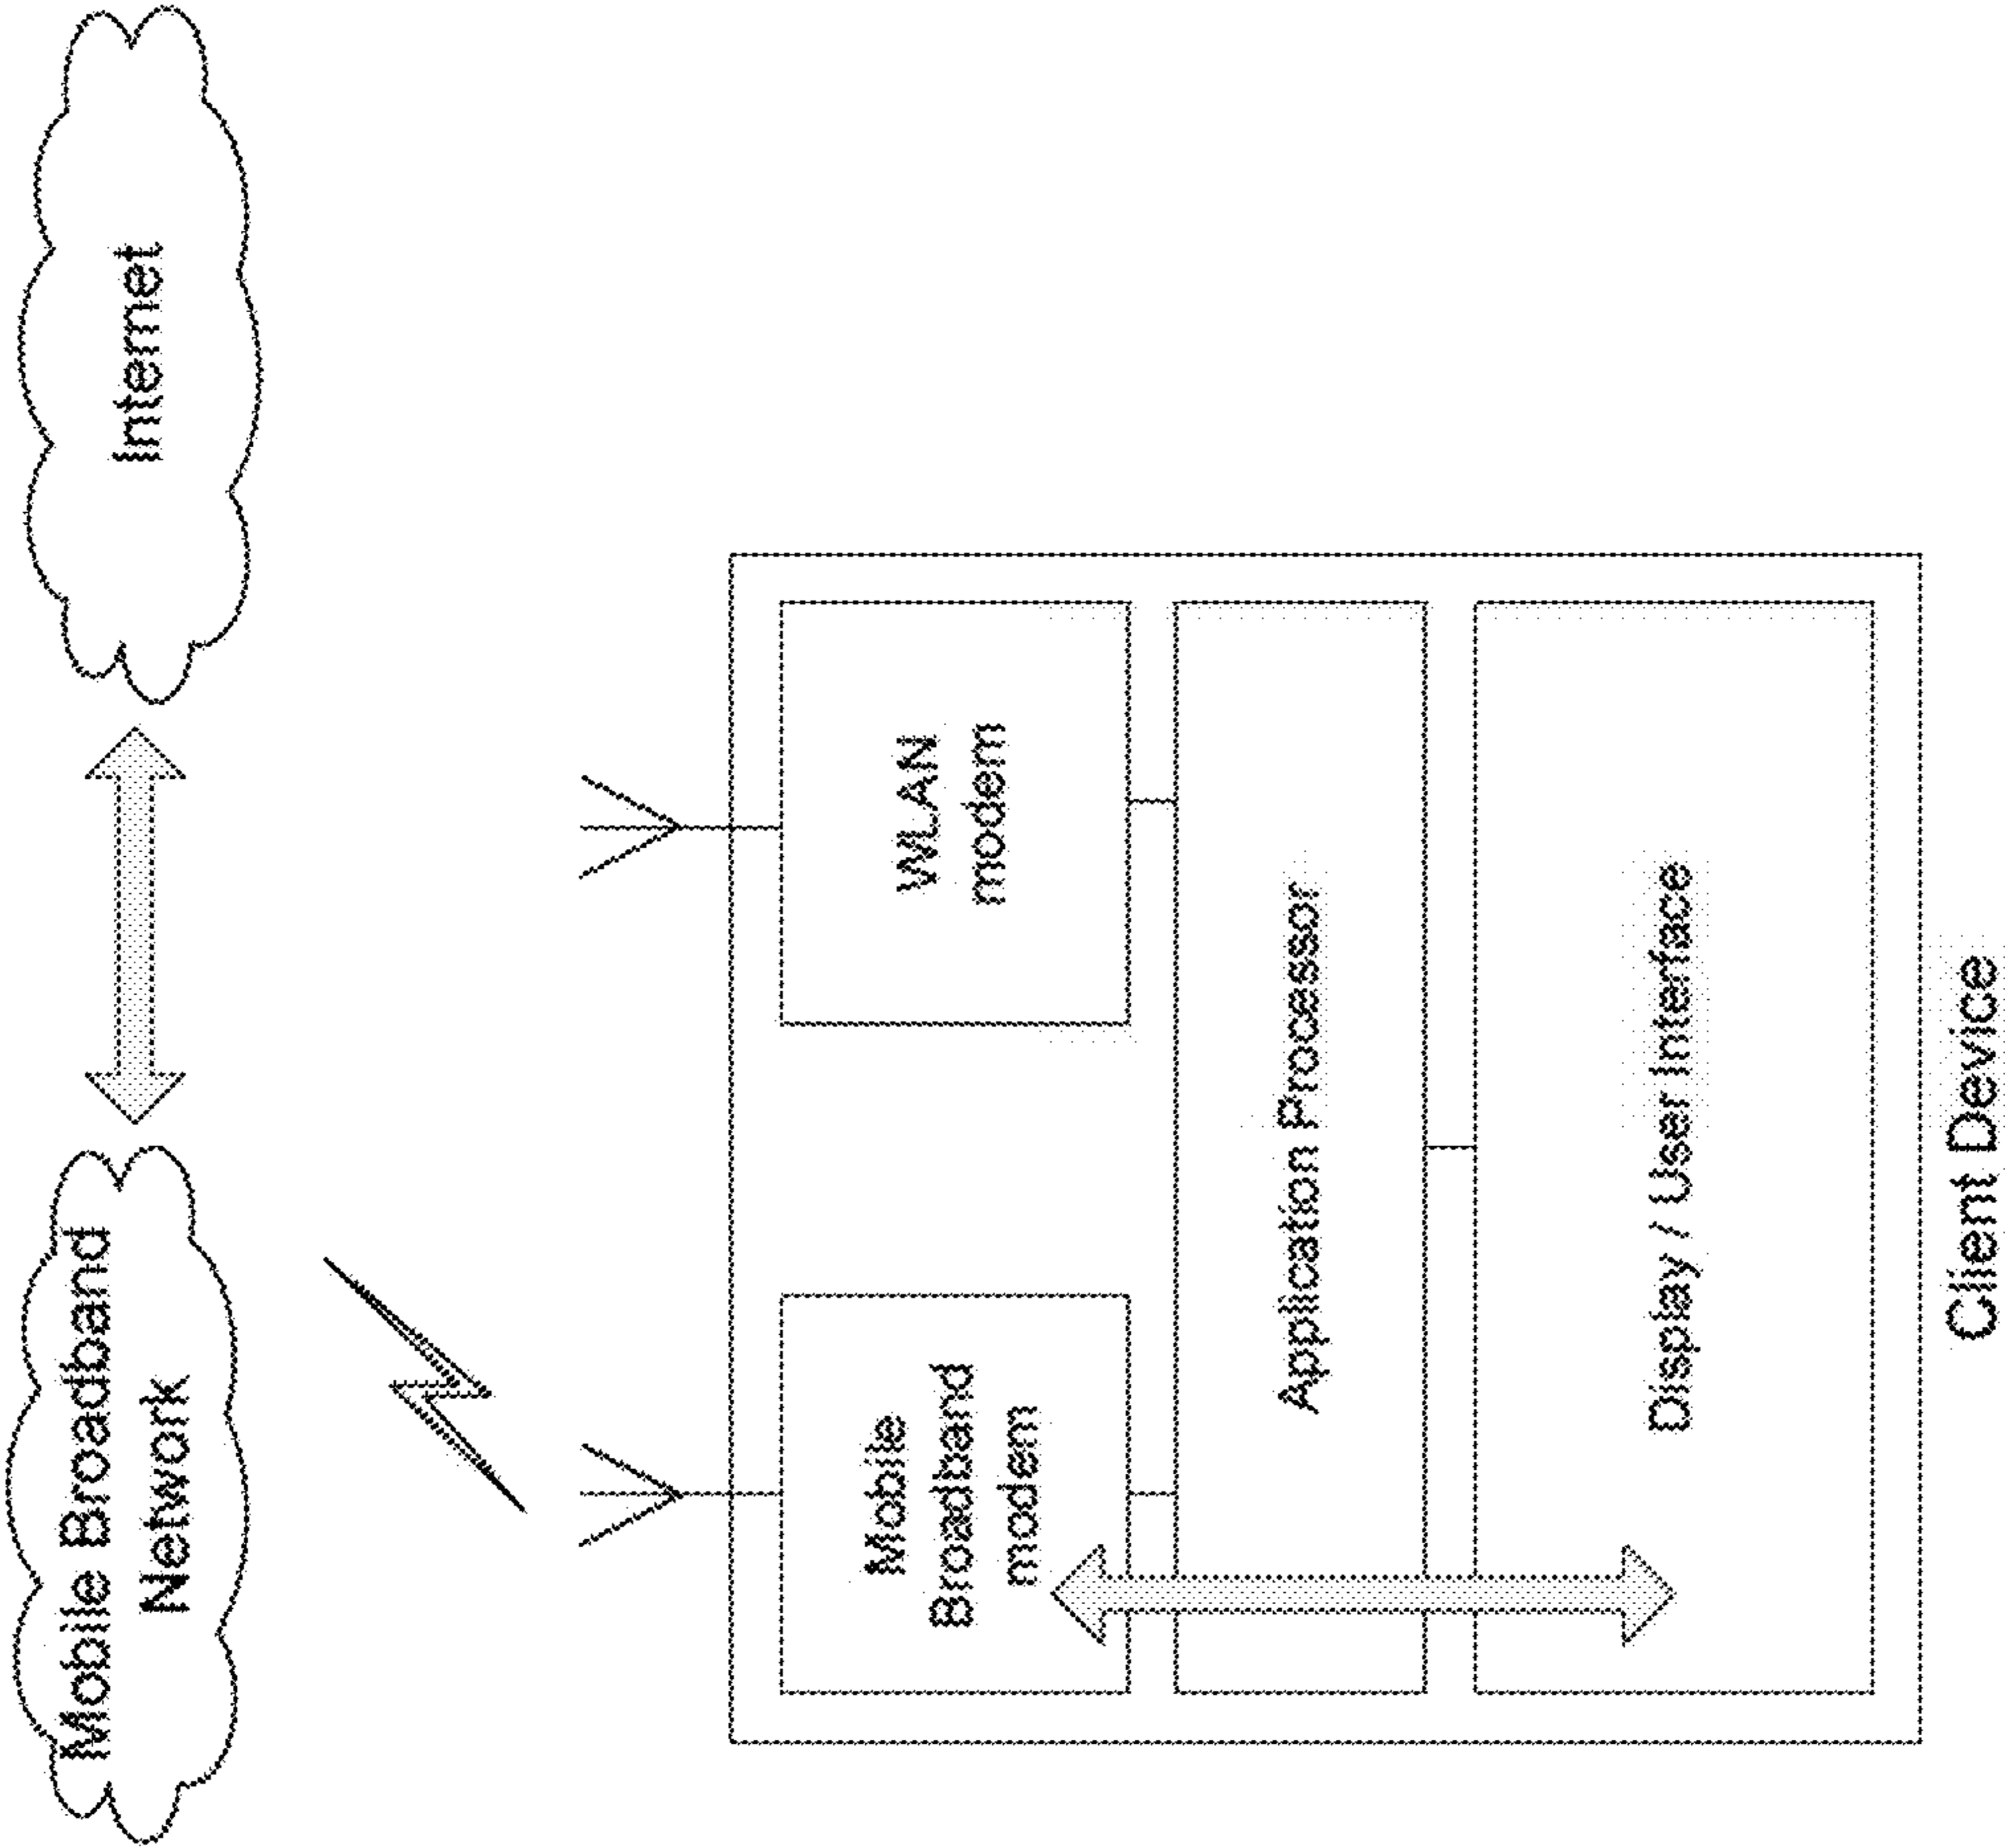 Mobile Broadband
Network
Internet
Mobile
Broadband
modem
WLAN
modem
Application Processor
Display / User Interface
Client Device